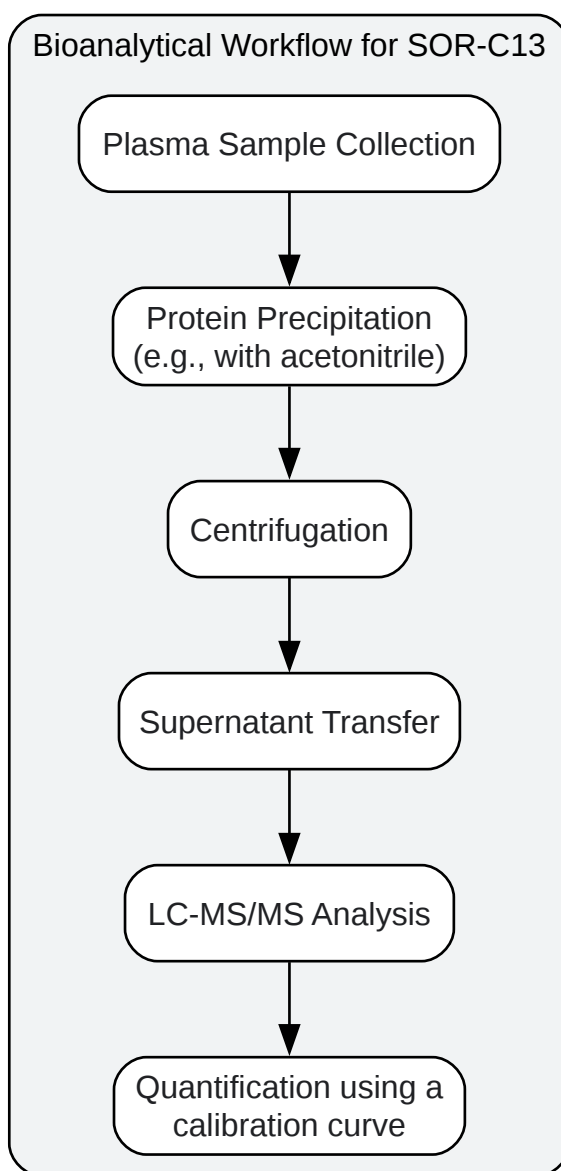 Bioanalytical Workflow for SOR-C13
Plasma Sample Collection
Protein Precipitation
(e.g., with acetonitrile)
Centrifugation
Supernatant Transfer
LC-MS/MS Analysis
Quantification using a
calibration curve